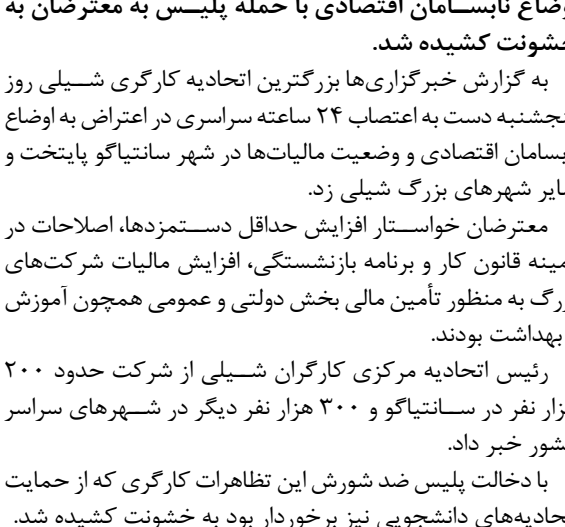 وضاع نابسامان اقتصادی با حمله پلیس به معترضان به
خشونت کشیده شد.
به گزارش خبرگزاری‌ها بزرگترین اتحادیه کارگری شیلی روز
نجشنبه دست به اعتصاب ۲۴ ساعته سراسری در اعتراض به اوضاع
بسامان اقتصادی و وضعیت مالیات‌ها در شهر سانتیاگو پایتخت و
ایر شهرهای بزرگ شیلی زد.
معترضان خواستار افزایش حداقل دستمزدها، اصلاحات در
مینه قانون کار و برنامه بازنشستگی، افزایش مالیات شرکت‌های
زرگ به منظور تأمین مالی بخش دولتی و عمومی همچون آموزش
بهداشت بودند.
رئیس اتحادیه مرکزی کارگران شیلی از شرکت حدود ۲۰۰
زار نفر در سانتیاگو و ۳۰۰ هزار نفر دیگر در شهرهای سراسر
شور خبر داد.
با دخالت پلیس ضد شورش این تظاهرات کارگری که از حمایت
حادیه‌های دانشجویی نیز برخوردار بود به خشونت کشیده شد.